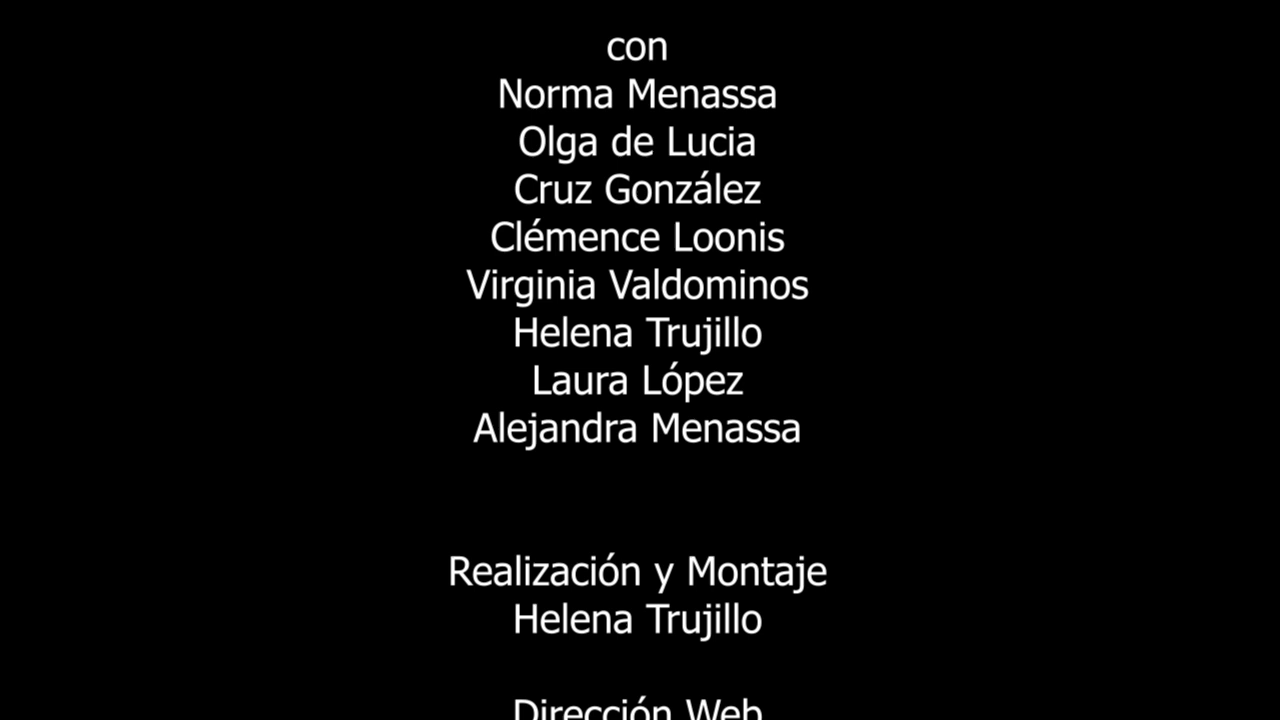 con
Norma Menassa
Olga de Lucia
Cruz González
Clémence Loonis
Virginia Valdominos
Helena Trujillo
Laura López
Alejandra Menassa
Realización y Montaje
Helena Trujillo
Dirección Web